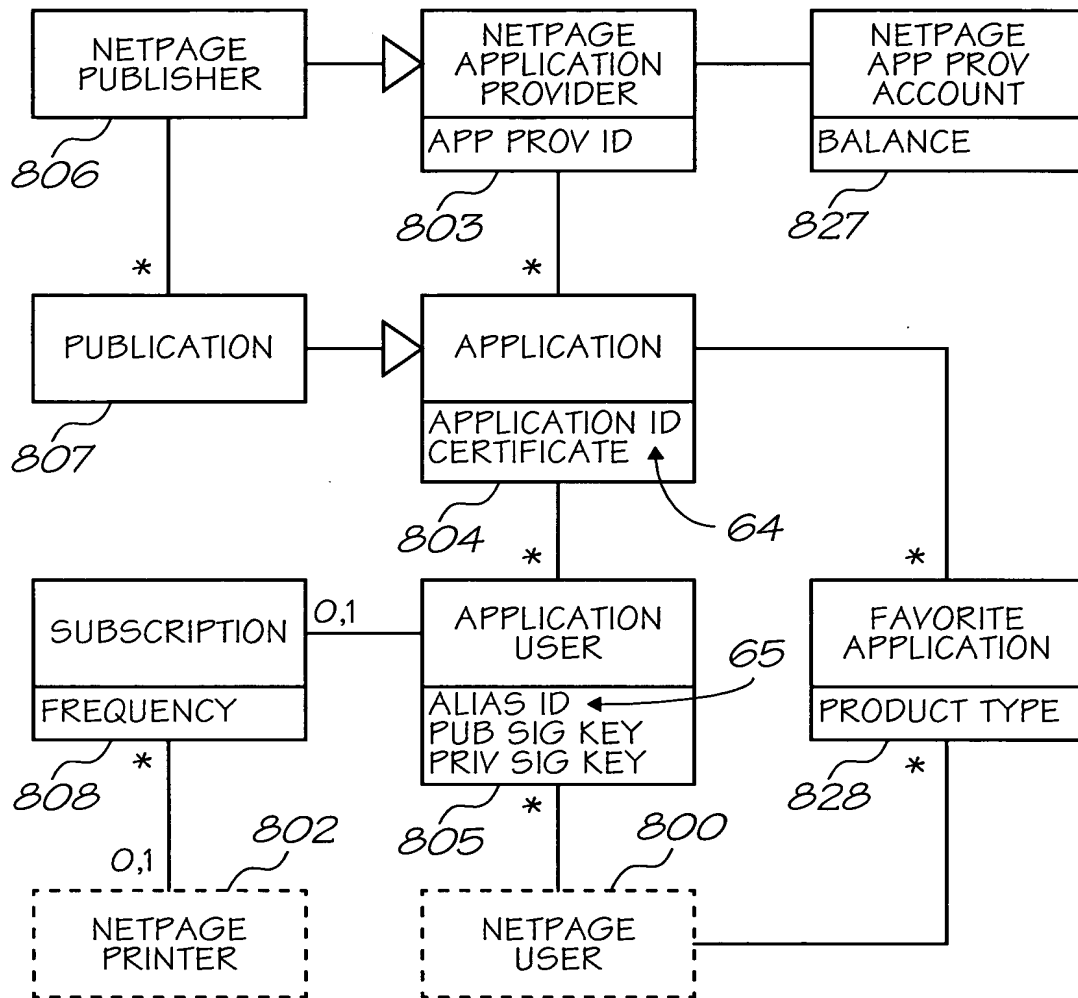 NETPAGE
PUBLISHER
806
NETPAGE
APPLICATION
PROVIDER
APP PROV ID
803
NETPAGE
APP PROV
ACCOUNT
BALANCE
827
*
*
PUBLICATION
807
APPLICATION
APPLICATION ID
CERTIFICATE
64
804
*
*
SUBSCRIPTION
FREQUENCY
808
0,1
APPLICATION
USER
ALIAS ID
PUB SIG KEY
PRIV SIG KEY
65
805
FAVORITE
APPLICATION
PRODUCT TYPE
828
*
*
*
0,1
802
800
NETPAGE
PRINTER
NETPAGE
USER